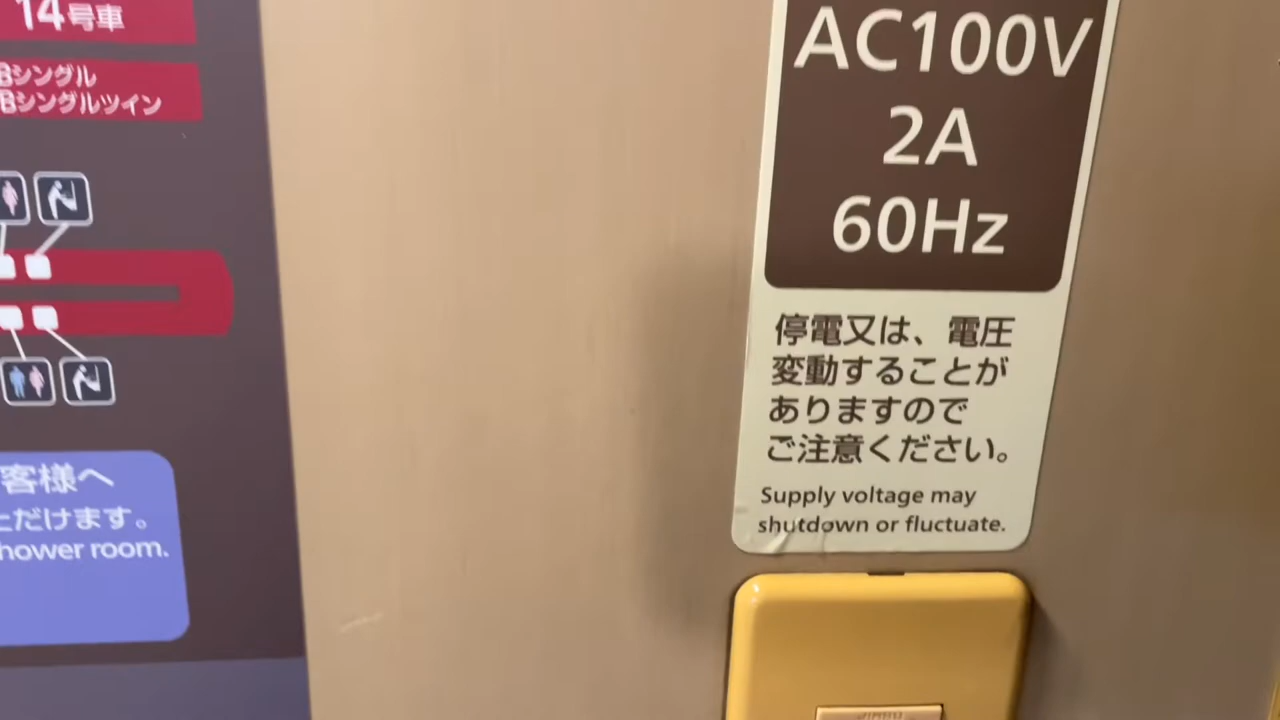 14号車
Bシングル
Bシングルツイン
客様へ
ただけます。
hower room.
AC100V
2A
60Hz
停電又は、電圧
変動することが
ありますので
ご注意ください。
Supply voltage may
shutdown or fluctuate.